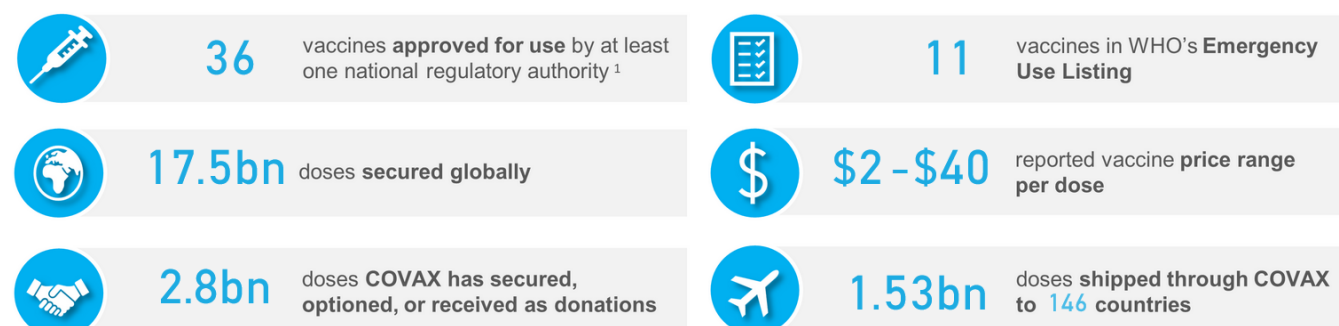 36
vaccines approved for use by at least
one national regulatory authority ¹
11
vaccines in WHO's Emergency
Use Listing
17.5bn doses secured globally
$2-$40
reported vaccine price range
per dose
2.8bn
doses COVAX has secured,
optioned, or received as donations
1.53bn
doses shipped through COVAX
to 146 countries